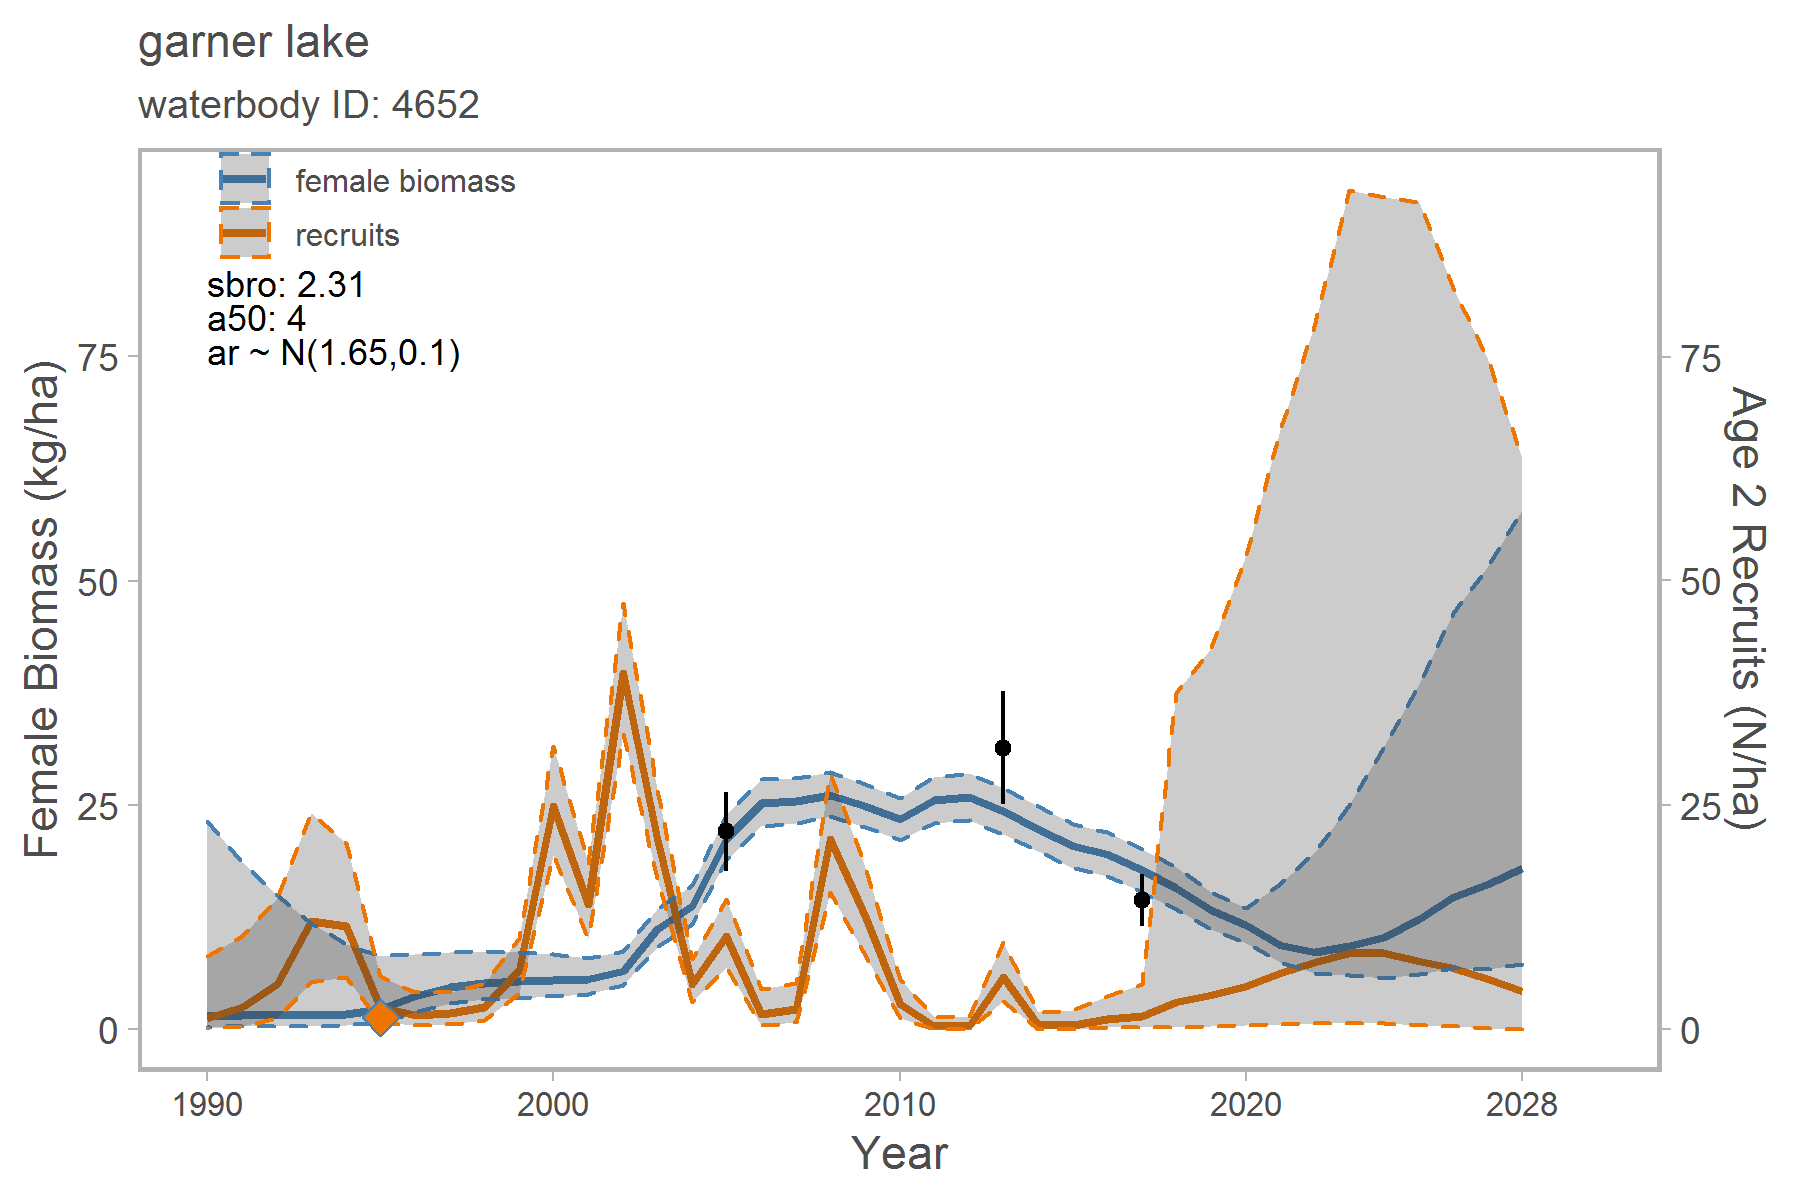 garner lake
waterbody ID: 4652
female biomass
recruits
sbro: 2.31
a50: 4
ar ~ N(1.65,0.1)
Female Biomass (kg/ha)
75
50
25
0
75
50
25
0
Age 2 Recruits (N/ha)
1990
2000
2010
2020
2028
Year